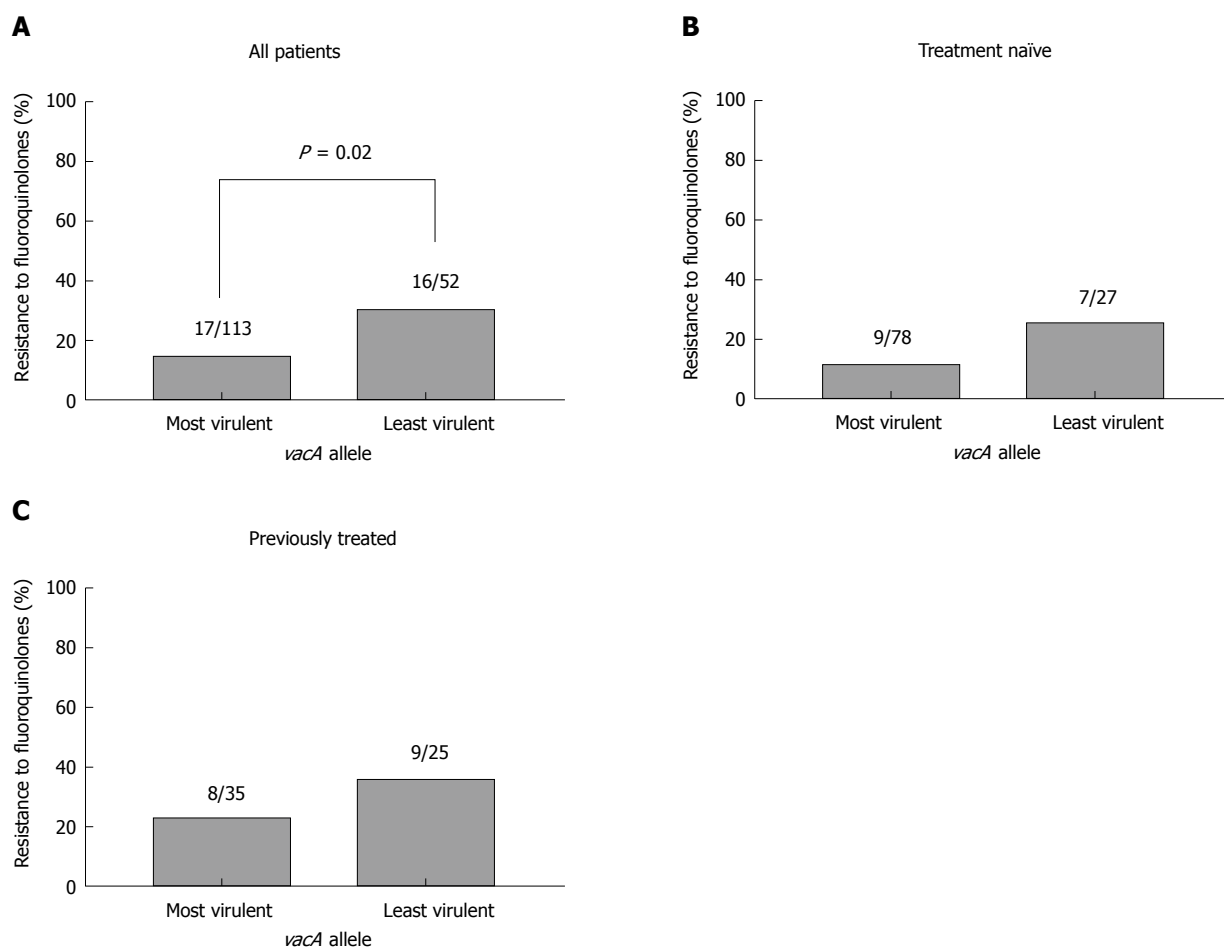 A
All patients
Resistance to fluoroquinolones (%)
100
80
60
40
20
0
P = 0.02
17/113
16/52
Most virulent
Least virulent
vacA allele
B
Treatment naïve
Resistance to fluoroquinolones (%)
100
80
60
40
20
0
9/78
7/27
Most virulent
Least virulent
vacA allele
C
Previously treated
Resistance to fluoroquinolones (%)
100
80
60
40
20
0
8/35
9/25
Most virulent
Least virulent
vacA allele